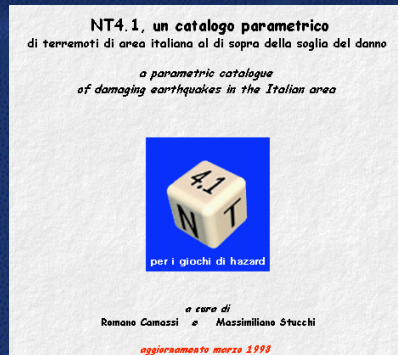 NT4.1, un catalogo parametrico
di terremoti di area italiana al di sopra della soglia del danno
a parametric catalogue
of damaging earthquakes in the Italian area
4.1
N T
per i giochi di hazard
a cura di
Romano Camassi e Massimiliano Stucchi
aggiornamento marzo 1998